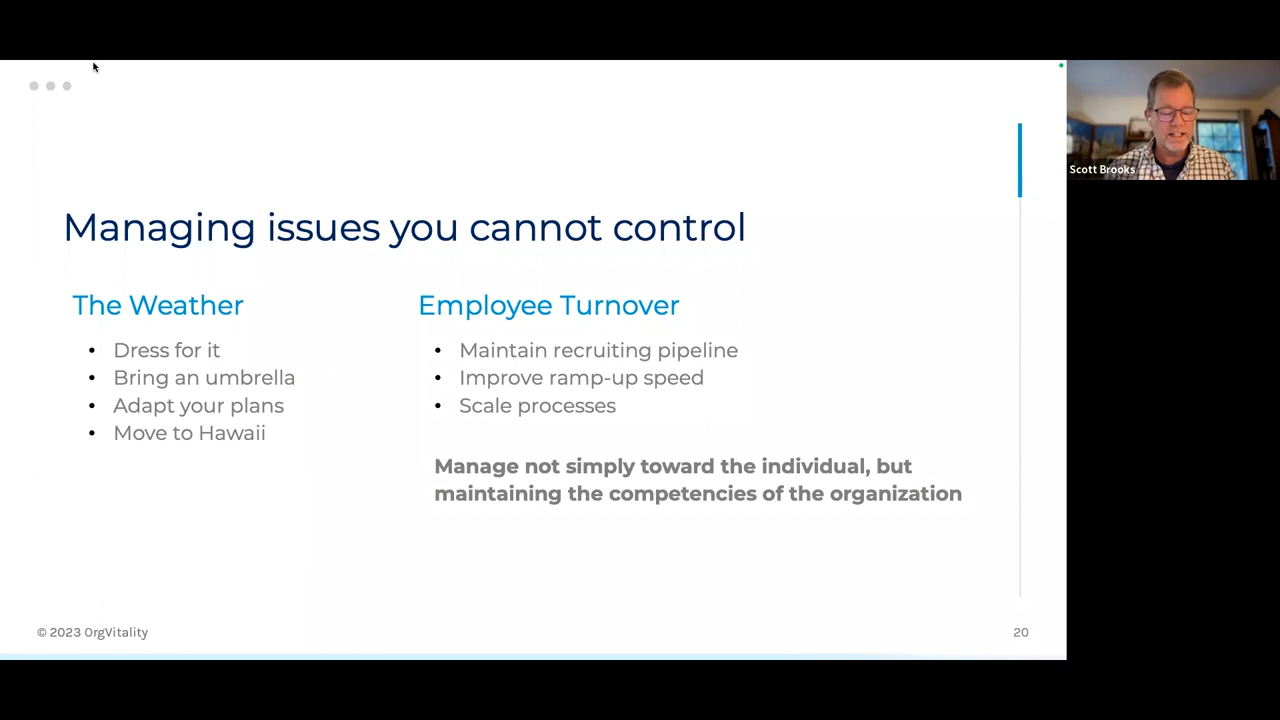 Scott Brooks
Managing issues you cannot control
The Weather
• Dress for it
• Bring an umbrella
• Adapt your plans
• Move to Hawaii
Employee Turnover
• Maintain recruiting pipeline
• Improve ramp-up speed
• Scale processes
Manage not simply toward the individual, but
maintaining the competencies of the organization
© 2023 OrgVitality
20